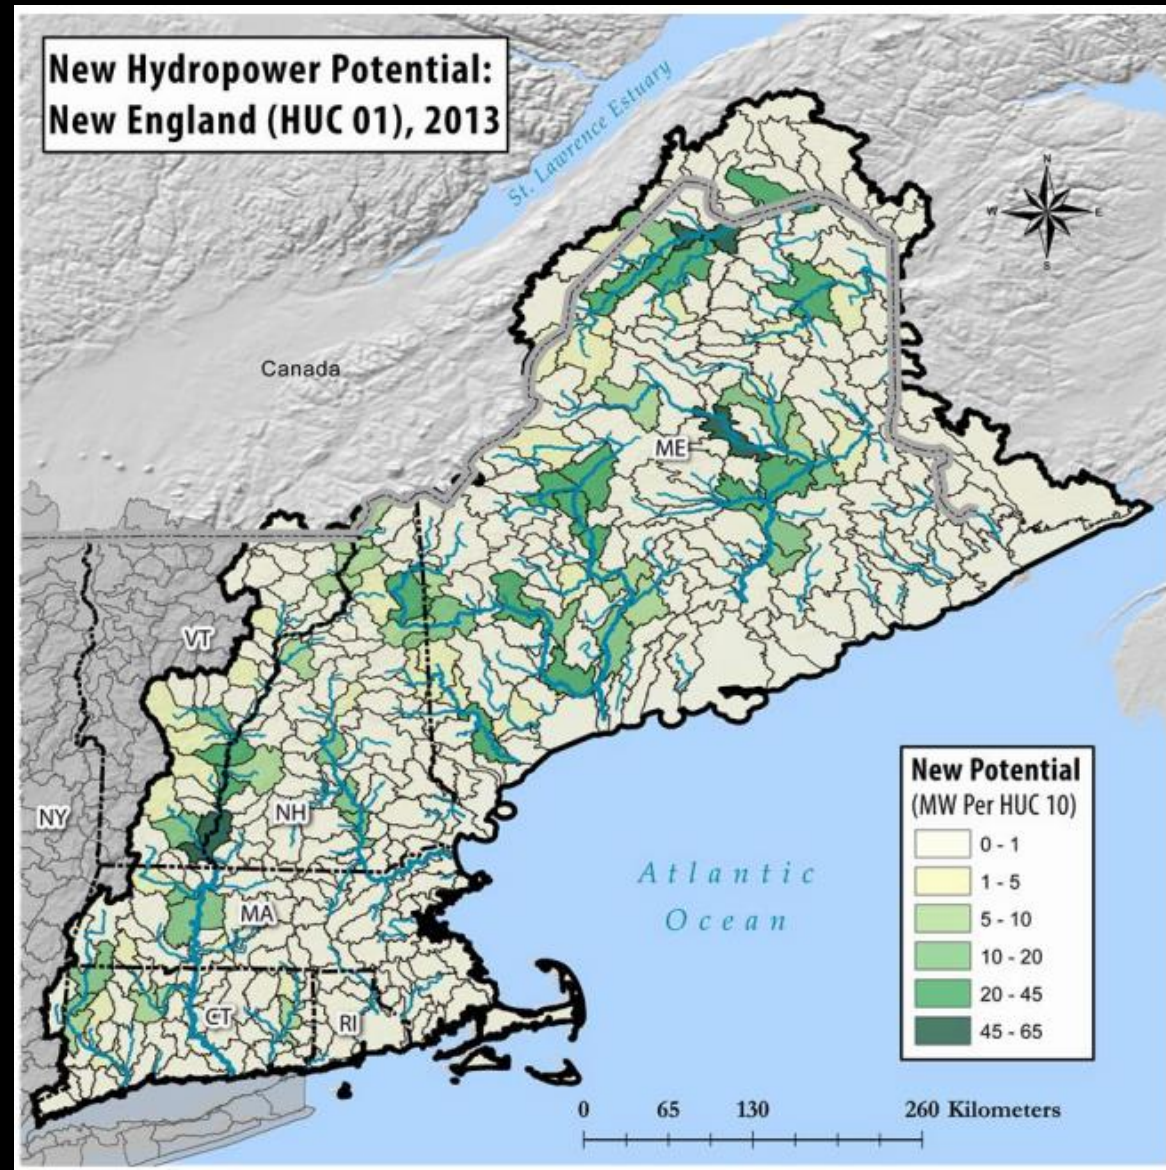 New Hydropower Potential:
New England (HUC 01), 2013
St. Lawrence Estuary
N
W
E
S
Canada
ME
VT
NY
NH
MA
CT
RI
Atlantic
Ocean
New Potential
(MW Per HUC 10)
0 - 1
1 - 5
5 - 10
10 - 20
20 - 45
45 - 65
0 65 130 260 Kilometers